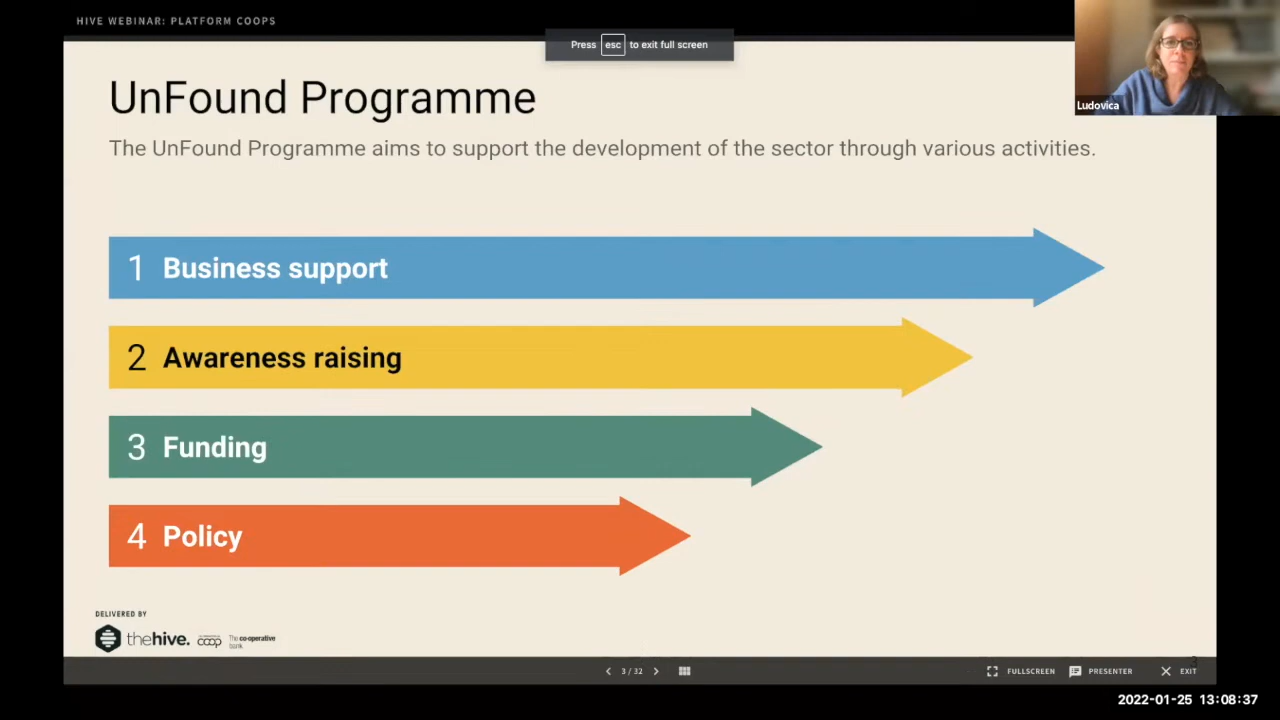 HIVE WEBINAR: PLATFORM COOPS
Press esc to exit full screen
Ludovica
UnFound Programme
The UnFound Programme aims to support the development of the sector through various activities.
1 Business support
2 Awareness raising
3 Funding
4 Policy
DELIVERED BY
thehive.
coop
The co-operative
bank
3
3 / 32
FULLSCREEN
PRESENTER
EXIT
2022-01-25 13:08:37